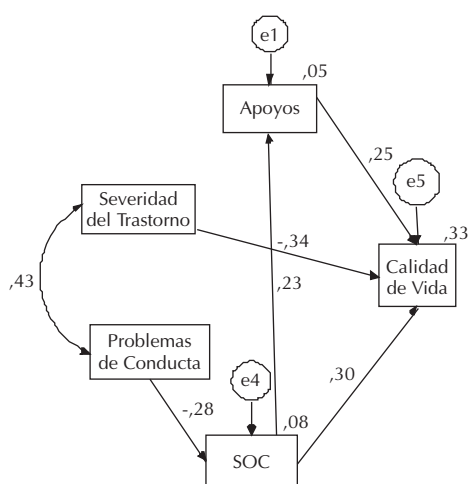 e1
,05
Apoyos
,25
e5
Severidad
del Trastorno
-,34
,33
Calidad
de Vida
,43
,23
Problemas
de Conducta
e4
,30
-,28
,08
SOC